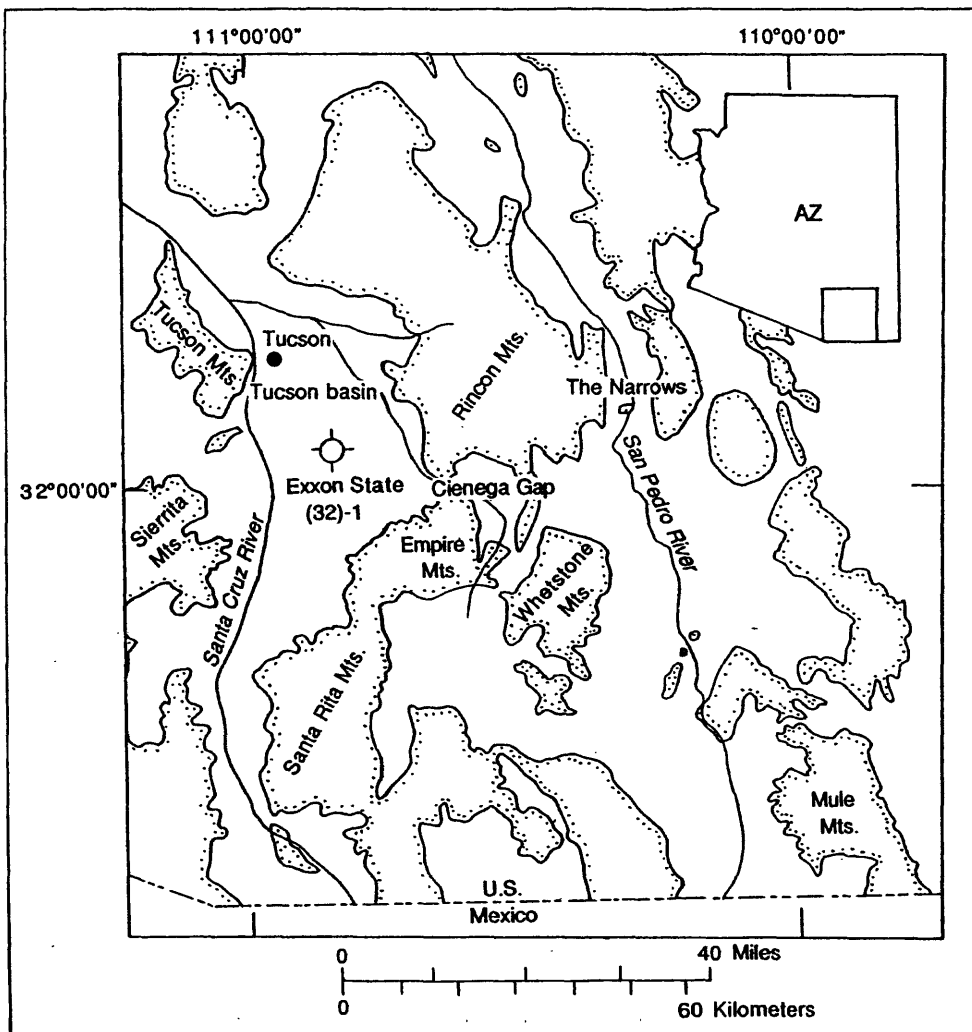 111°00'00"
110°00'00"
AZ
Tucson Mts.
Tucson
Tucson basin
Rincon Mts.
The Narrows
San Pedro River
32°00'00"
Exxon State
(32)-1
Cienega Gap
Sierrita
Mts.
Santa Cruz River
Empire
Mts.
Whetstone
Mts.
Santa Rita Mts.
Mule
Mts.
U.S.
Mexico
0
40 Miles
0
60 Kilometers